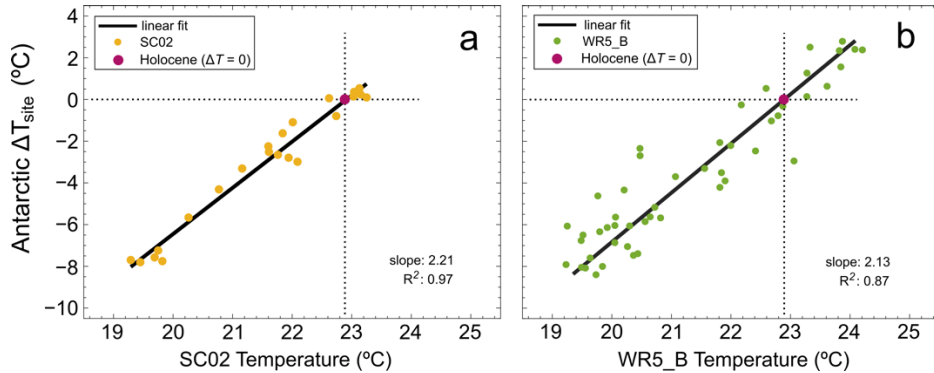 linear fit
SC02
Holocene (ΔT = 0)
a
Antarctic ΔTsite (ºC)
4
2
0
−2
−4
−6
−8
−10
slope: 2.21
R²: 0.97
19 20 21 22 23 24 25
SC02 Temperature (ºC)
linear fit
WR5_B
Holocene (ΔT = 0)
b
slope: 2.13
R²: 0.87
19 20 21 22 23 24 25
WR5_B Temperature (ºC)